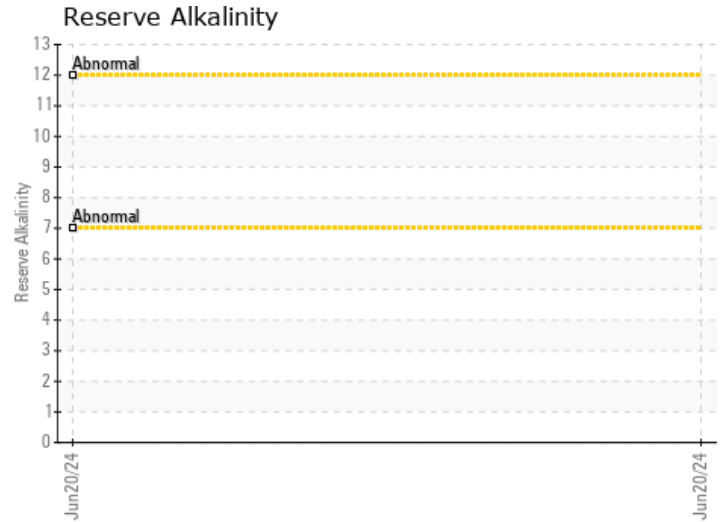 Reserve Alkalinity
13
Abnormal
12
11
10
9
8
Abnormal
7
6
5
4
3
2
1
0
Reserve Alkalinity
Jun20/24
Jun20/24